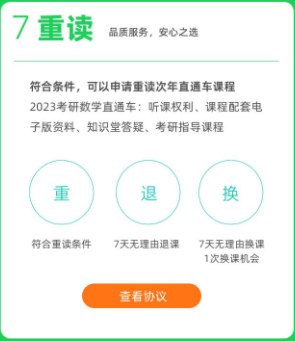 7 重读 品质服务，安心之选
符合条件，可以申请重读次年直通车课程
2023考研数学直通车：听课权利、课程配套电
子版资料、知识堂答疑、考研指导课程
重 退 换
符合重读条件 7天无理由退课 7天无理由换课
1次换课机会
查看协议